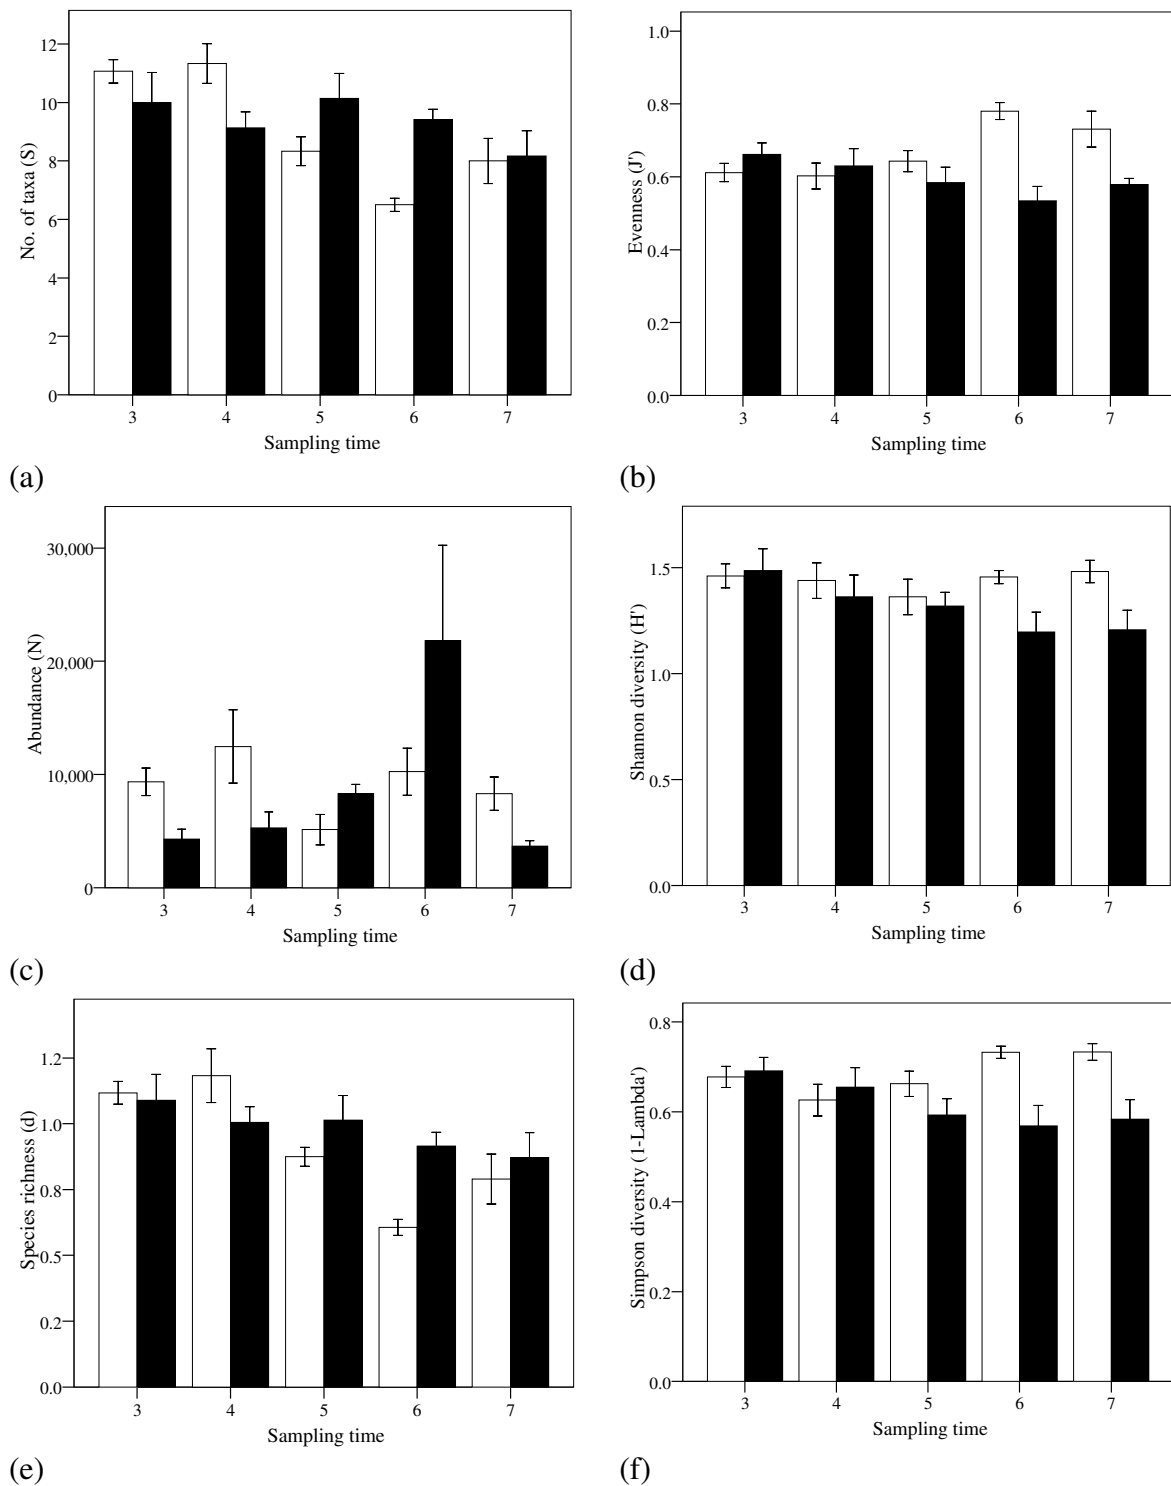 No. of taxa (S)
12
10
8
6
4
2
0
3 4 5 6 7
Sampling time
(a)
Evenness (J')
1.0
0.8
0.6
0.4
0.2
0.0
3 4 5 6 7
Sampling time
(b)
Abundance (N)
30,000
20,000
10,000
0
3 4 5 6 7
Sampling time
(c)
Shannon diversity (H')
1.5
1.0
0.5
0.0
3 4 5 6 7
Sampling time
(d)
Species richness (d)
1.2
1.0
0.8
0.5
0.2
0.0
3 4 5 6 7
Sampling time
(e)
Simpson diversity (1-Lambda')
0.8
0.6
0.4
0.2
0.0
3 4 5 6 7
Sampling time
(f)